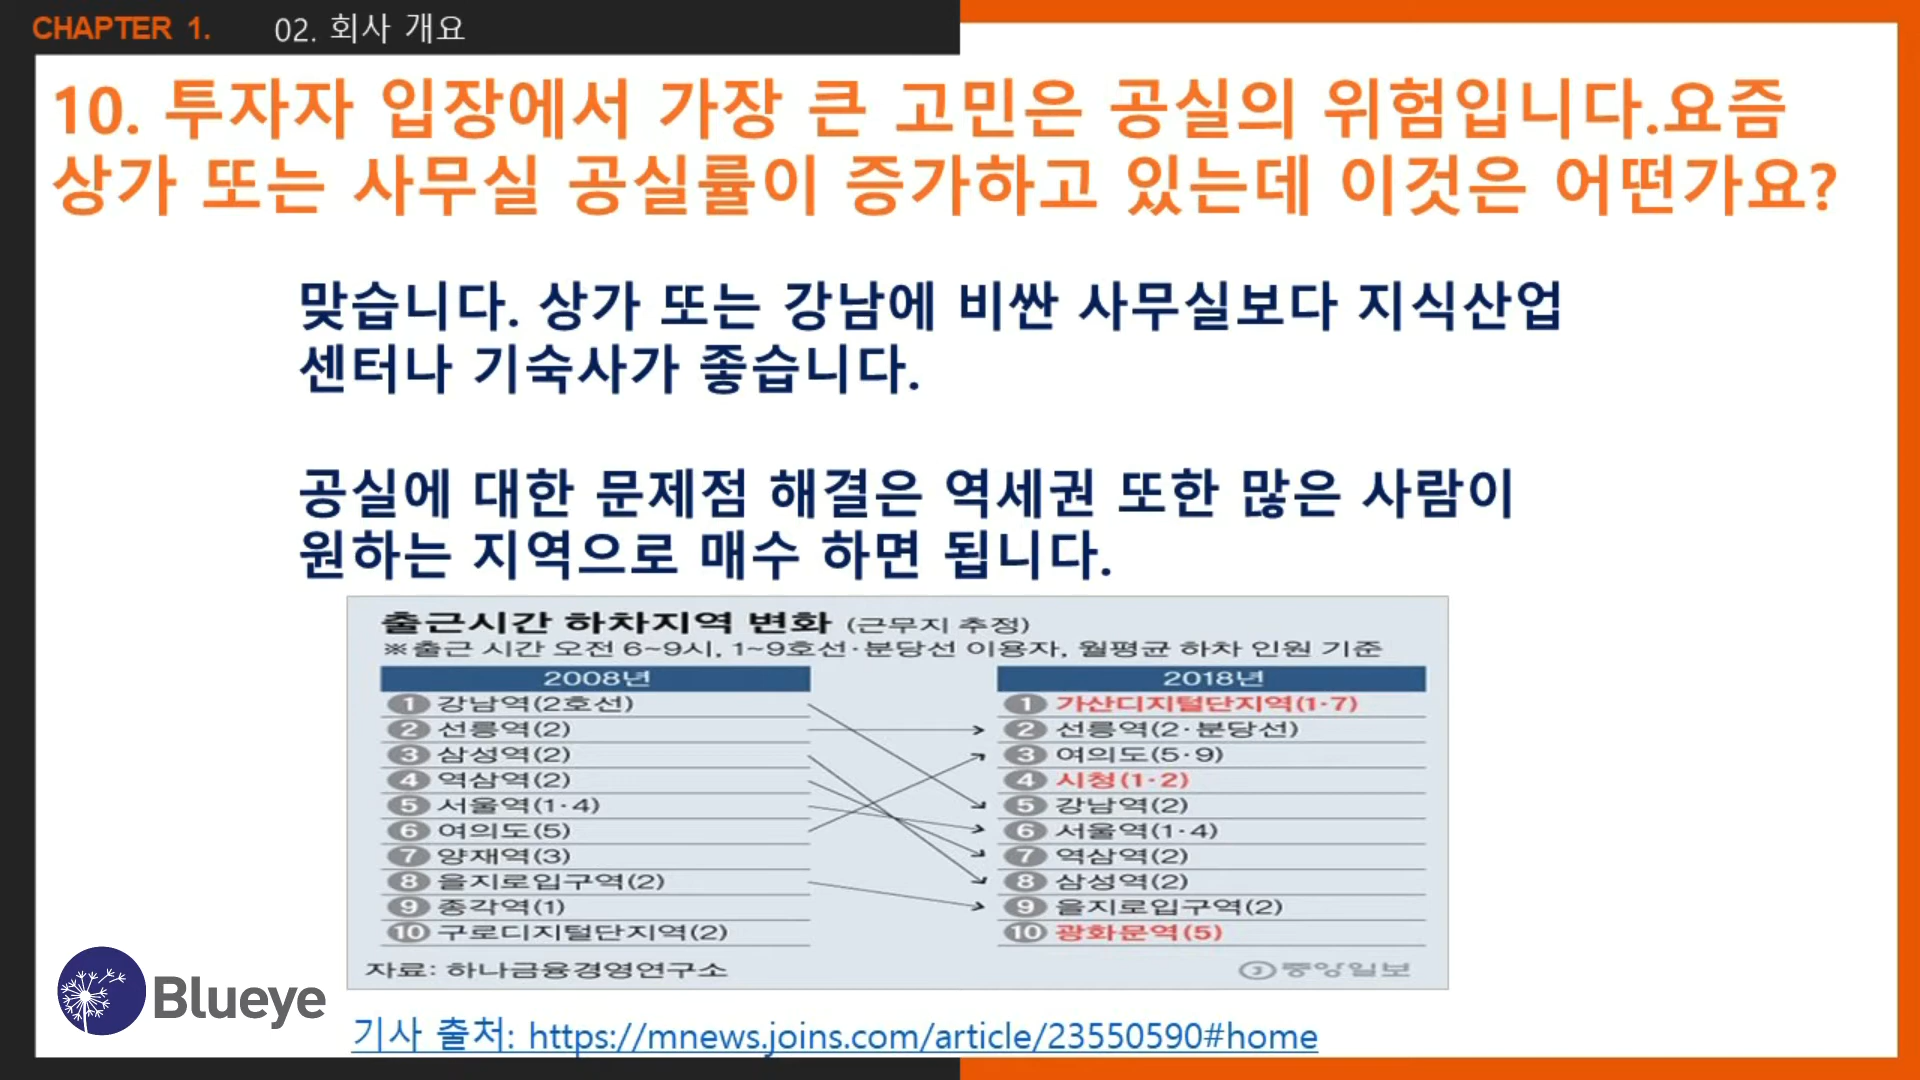 CHAPTER 1.
02. 회사 개요
10. 투자자 입장에서 가장 큰 고민은 공실의 위험입니다.요즘
상가 또는 사무실 공실률이 증가하고 있는데 이것은 어떤가요?
맞습니다. 상가 또는 강남에 비싼 사무실보다 지식산업
센터나 기숙사가 좋습니다.
공실에 대한 문제점 해결은 역세권 또한 많은 사람이
원하는 지역으로 매수 하면 됩니다.
출근시간 하차지역 변화 (근무지 추정)
※출근 시간 오전 6~9시, 1~9호선·분당선 이용자, 월평균 하차 인원 기준
2008년
1 강남역(2호선)
2 선릉역(2)
3 삼성역(2)
4 역삼역(2)
5 서울역(1·4)
6 여의도(5)
7 양재역(3)
8 을지로입구역(2)
9 종각역(1)
10 구로디지털단지역(2)
2018년
1 가산디지털단지역(1·7)
2 선릉역(2·분당선)
3 여의도(5·9)
4 시청(1·2)
5 강남역(2)
6 서울역(1·4)
7 역삼역(2)
8 삼성역(2)
9 을지로입구역(2)
10 광화문역(5)
자료: 하나금융경영연구소
중앙일보
Blueye
기사 출처: https://mnews.joins.com/article/23550590#home